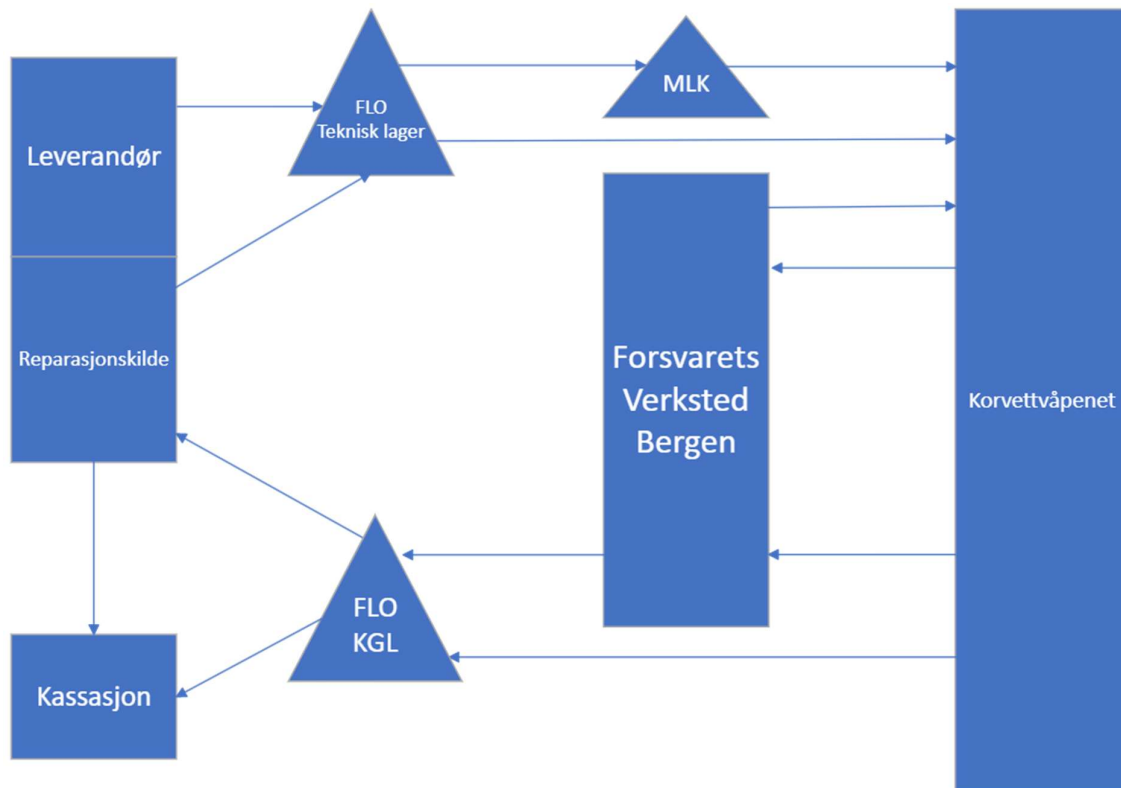 Leverandør
Reparasjonskilde
Kassasjon
FLO
Teknisk lager
MLK
Forsvarets
Verksted
Bergen
FLO
KGL
Korvettvåpenet